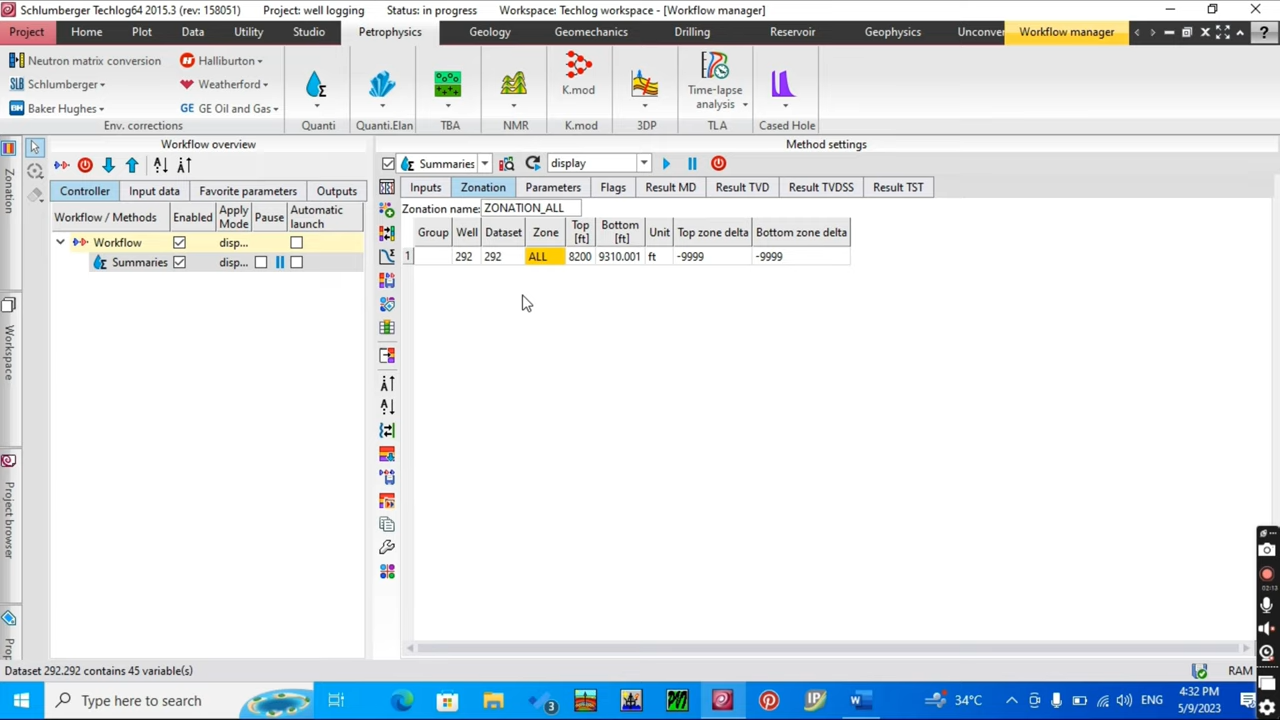 Schlumberger Techlog64 2015.3 (rev: 158051) Project: well logging Status: in progress Workspace: Techlog workspace - [Workflow manager]
Project Home Plot Data Utility Studio Petrophysics Geology Geomechanics Drilling Reservoir Geophysics Unconver Workflow manager
Neutron matrix conversion Halliburton
Schlumberger Weatherford
Baker Hughes GE GE Oil and Gas
K.mod
Time-lapse analysis
Env. corrections Quanti Quanti.Elan TBA NMR K.mod 3DP TLA Cased Hole
Workflow overview
Controller Input data Favorite parameters Outputs
Workflow / Methods Enabled Apply Mode Pause Automatic launch
Workflow disp...
Summaries disp...
Method settings
Summaries display
Inputs Zonation Parameters Flags Result MD Result TVD Result TVDSS Result TST
Zonation name: ZONATION_ALL
Group Well Dataset Zone Top [ft] Bottom [ft] Unit Top zone delta Bottom zone delta
1 292 292 ALL 8200 9310.001 ft -9999 -9999
Zonation
Workspace
Project browser
Prop
Dataset 292.292 contains 45 variable(s)
RAM
02:13
Type here to search
3
IP
34°C
ENG
4:32 PM
5/9/2023